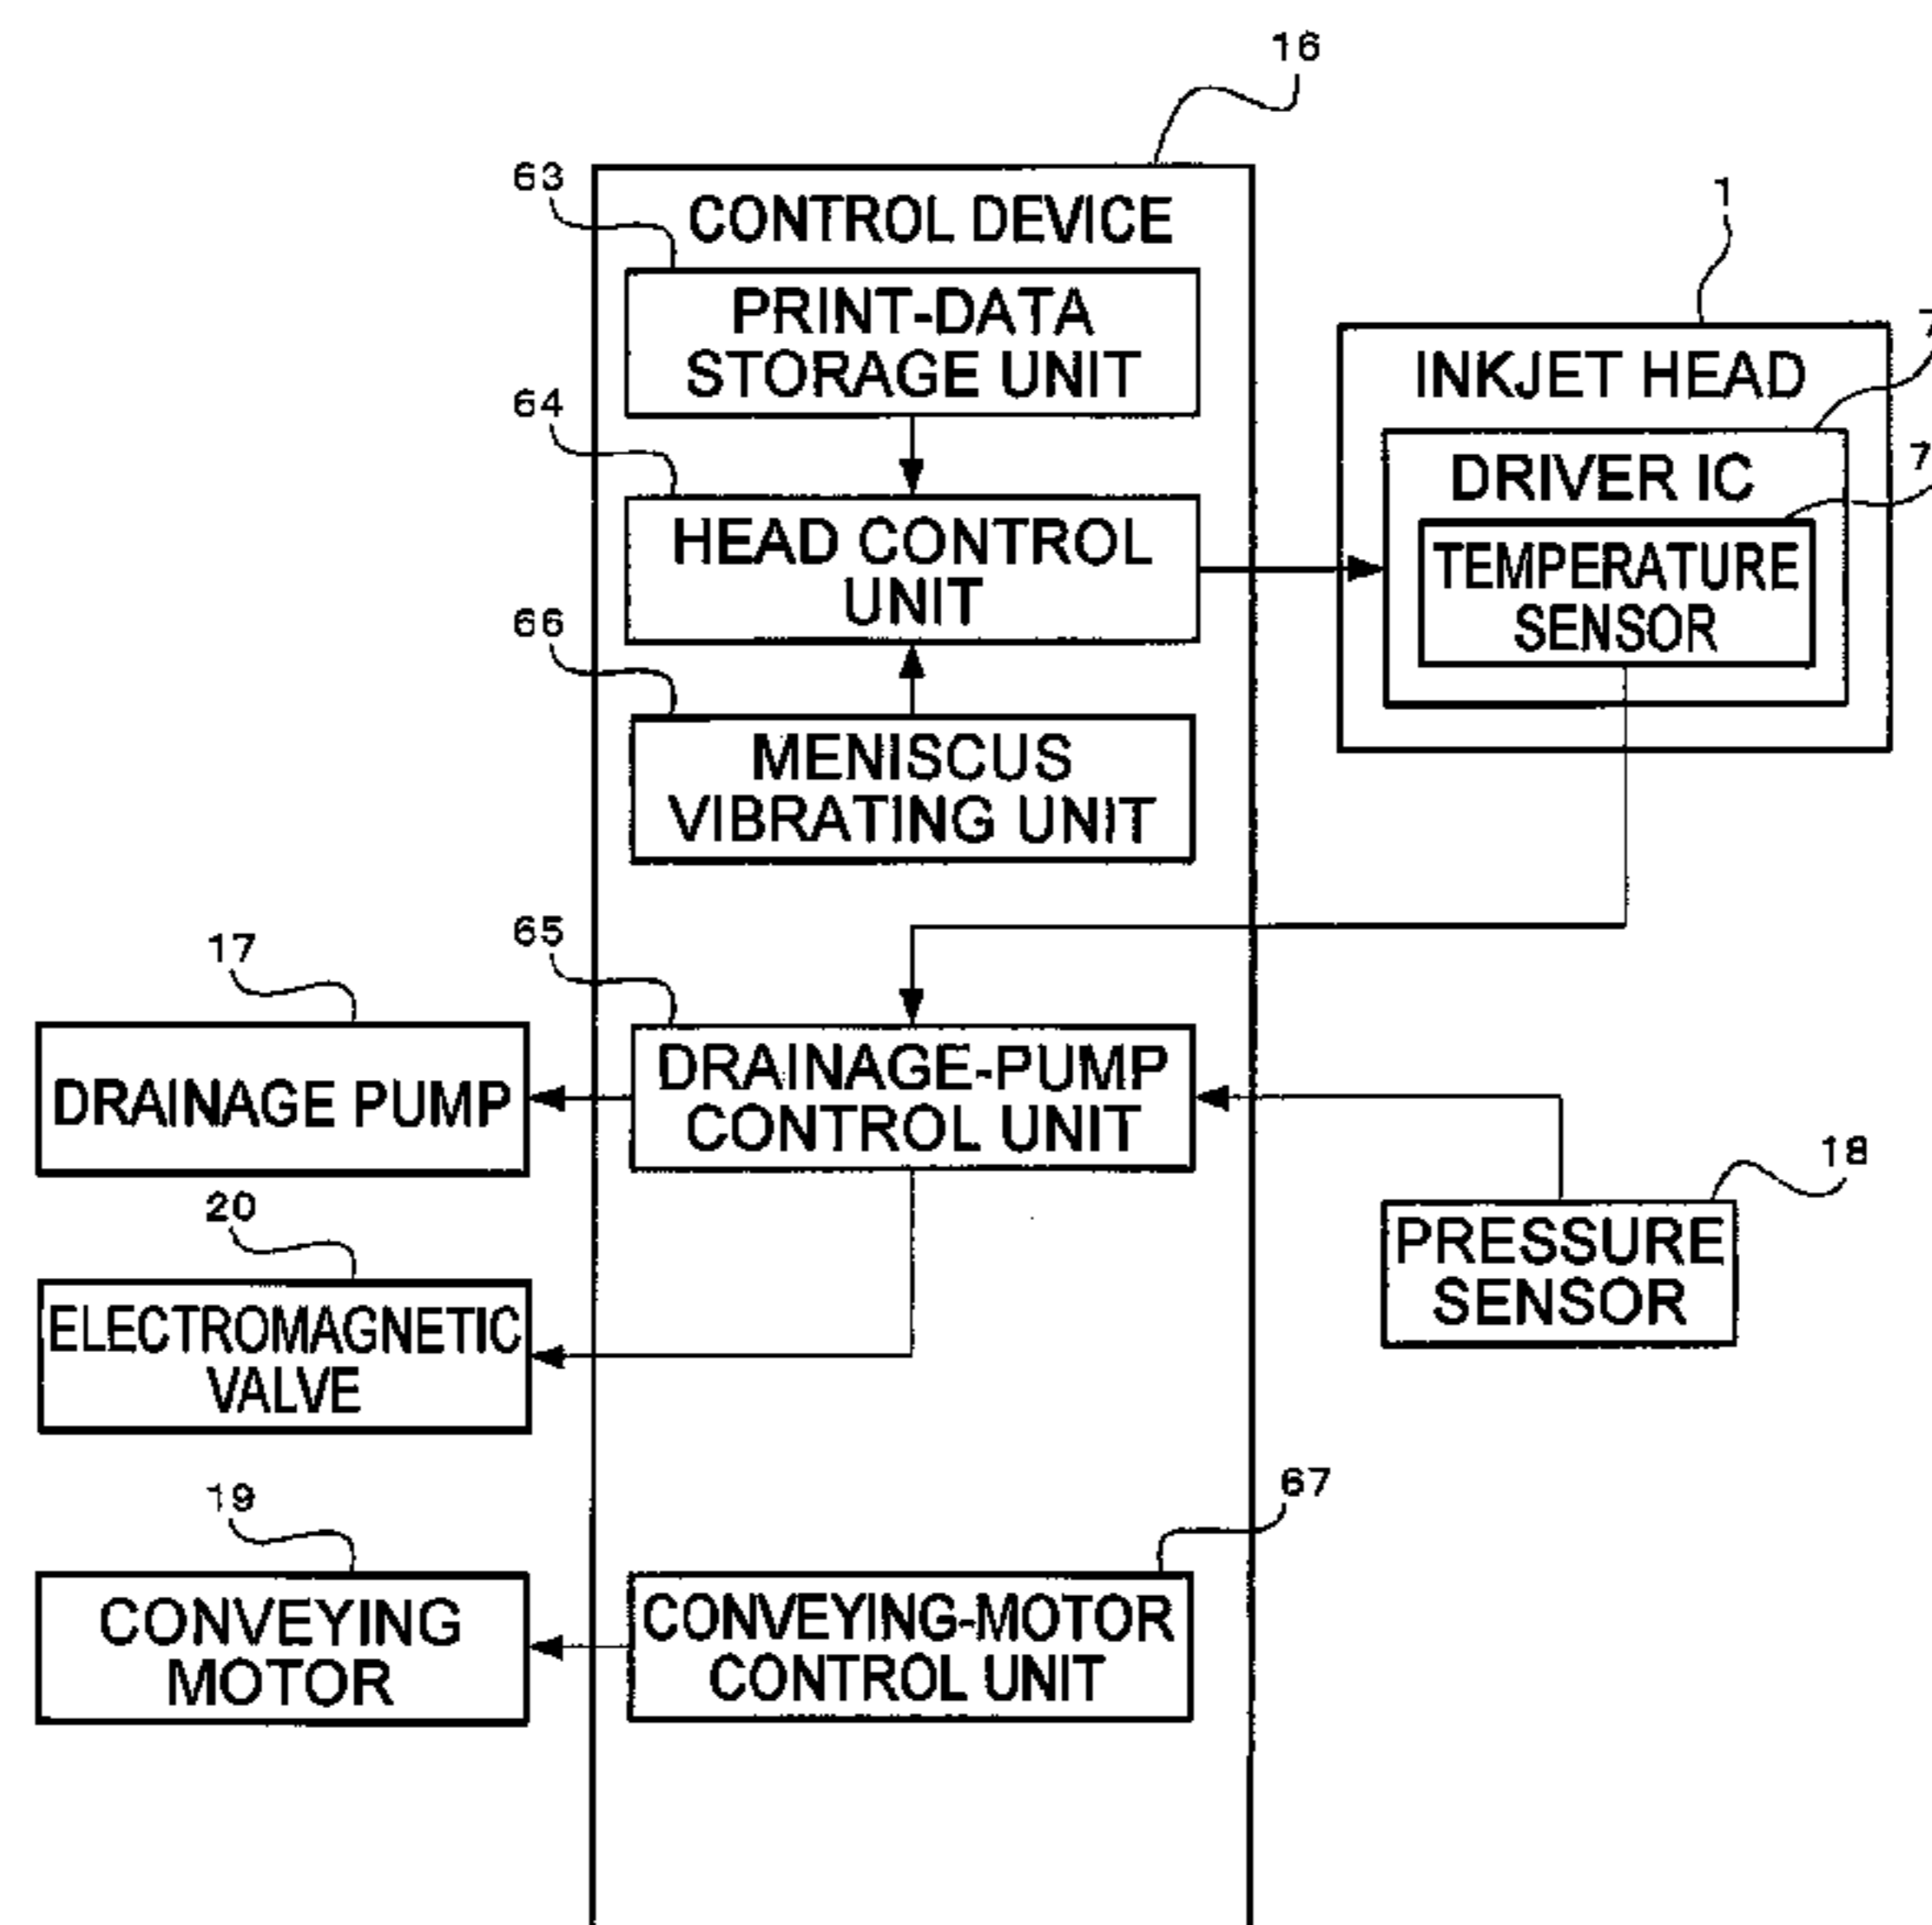 16
63
CONTROL DEVICE
1
PRINT-DATA
STORAGE UNIT
7
INKJET HEAD
64
7
DRIVER IC
HEAD CONTROL
UNIT
TEMPERATURE
SENSOR
66
MENISCUS
VIBRATING UNIT
17
65
DRAINAGE PUMP
DRAINAGE-PUMP
CONTROL UNIT
18
20
PRESSURE
SENSOR
ELECTROMAGNETIC
VALVE
19
67
CONVEYING
MOTOR
CONVEYING-MOTOR
CONTROL UNIT